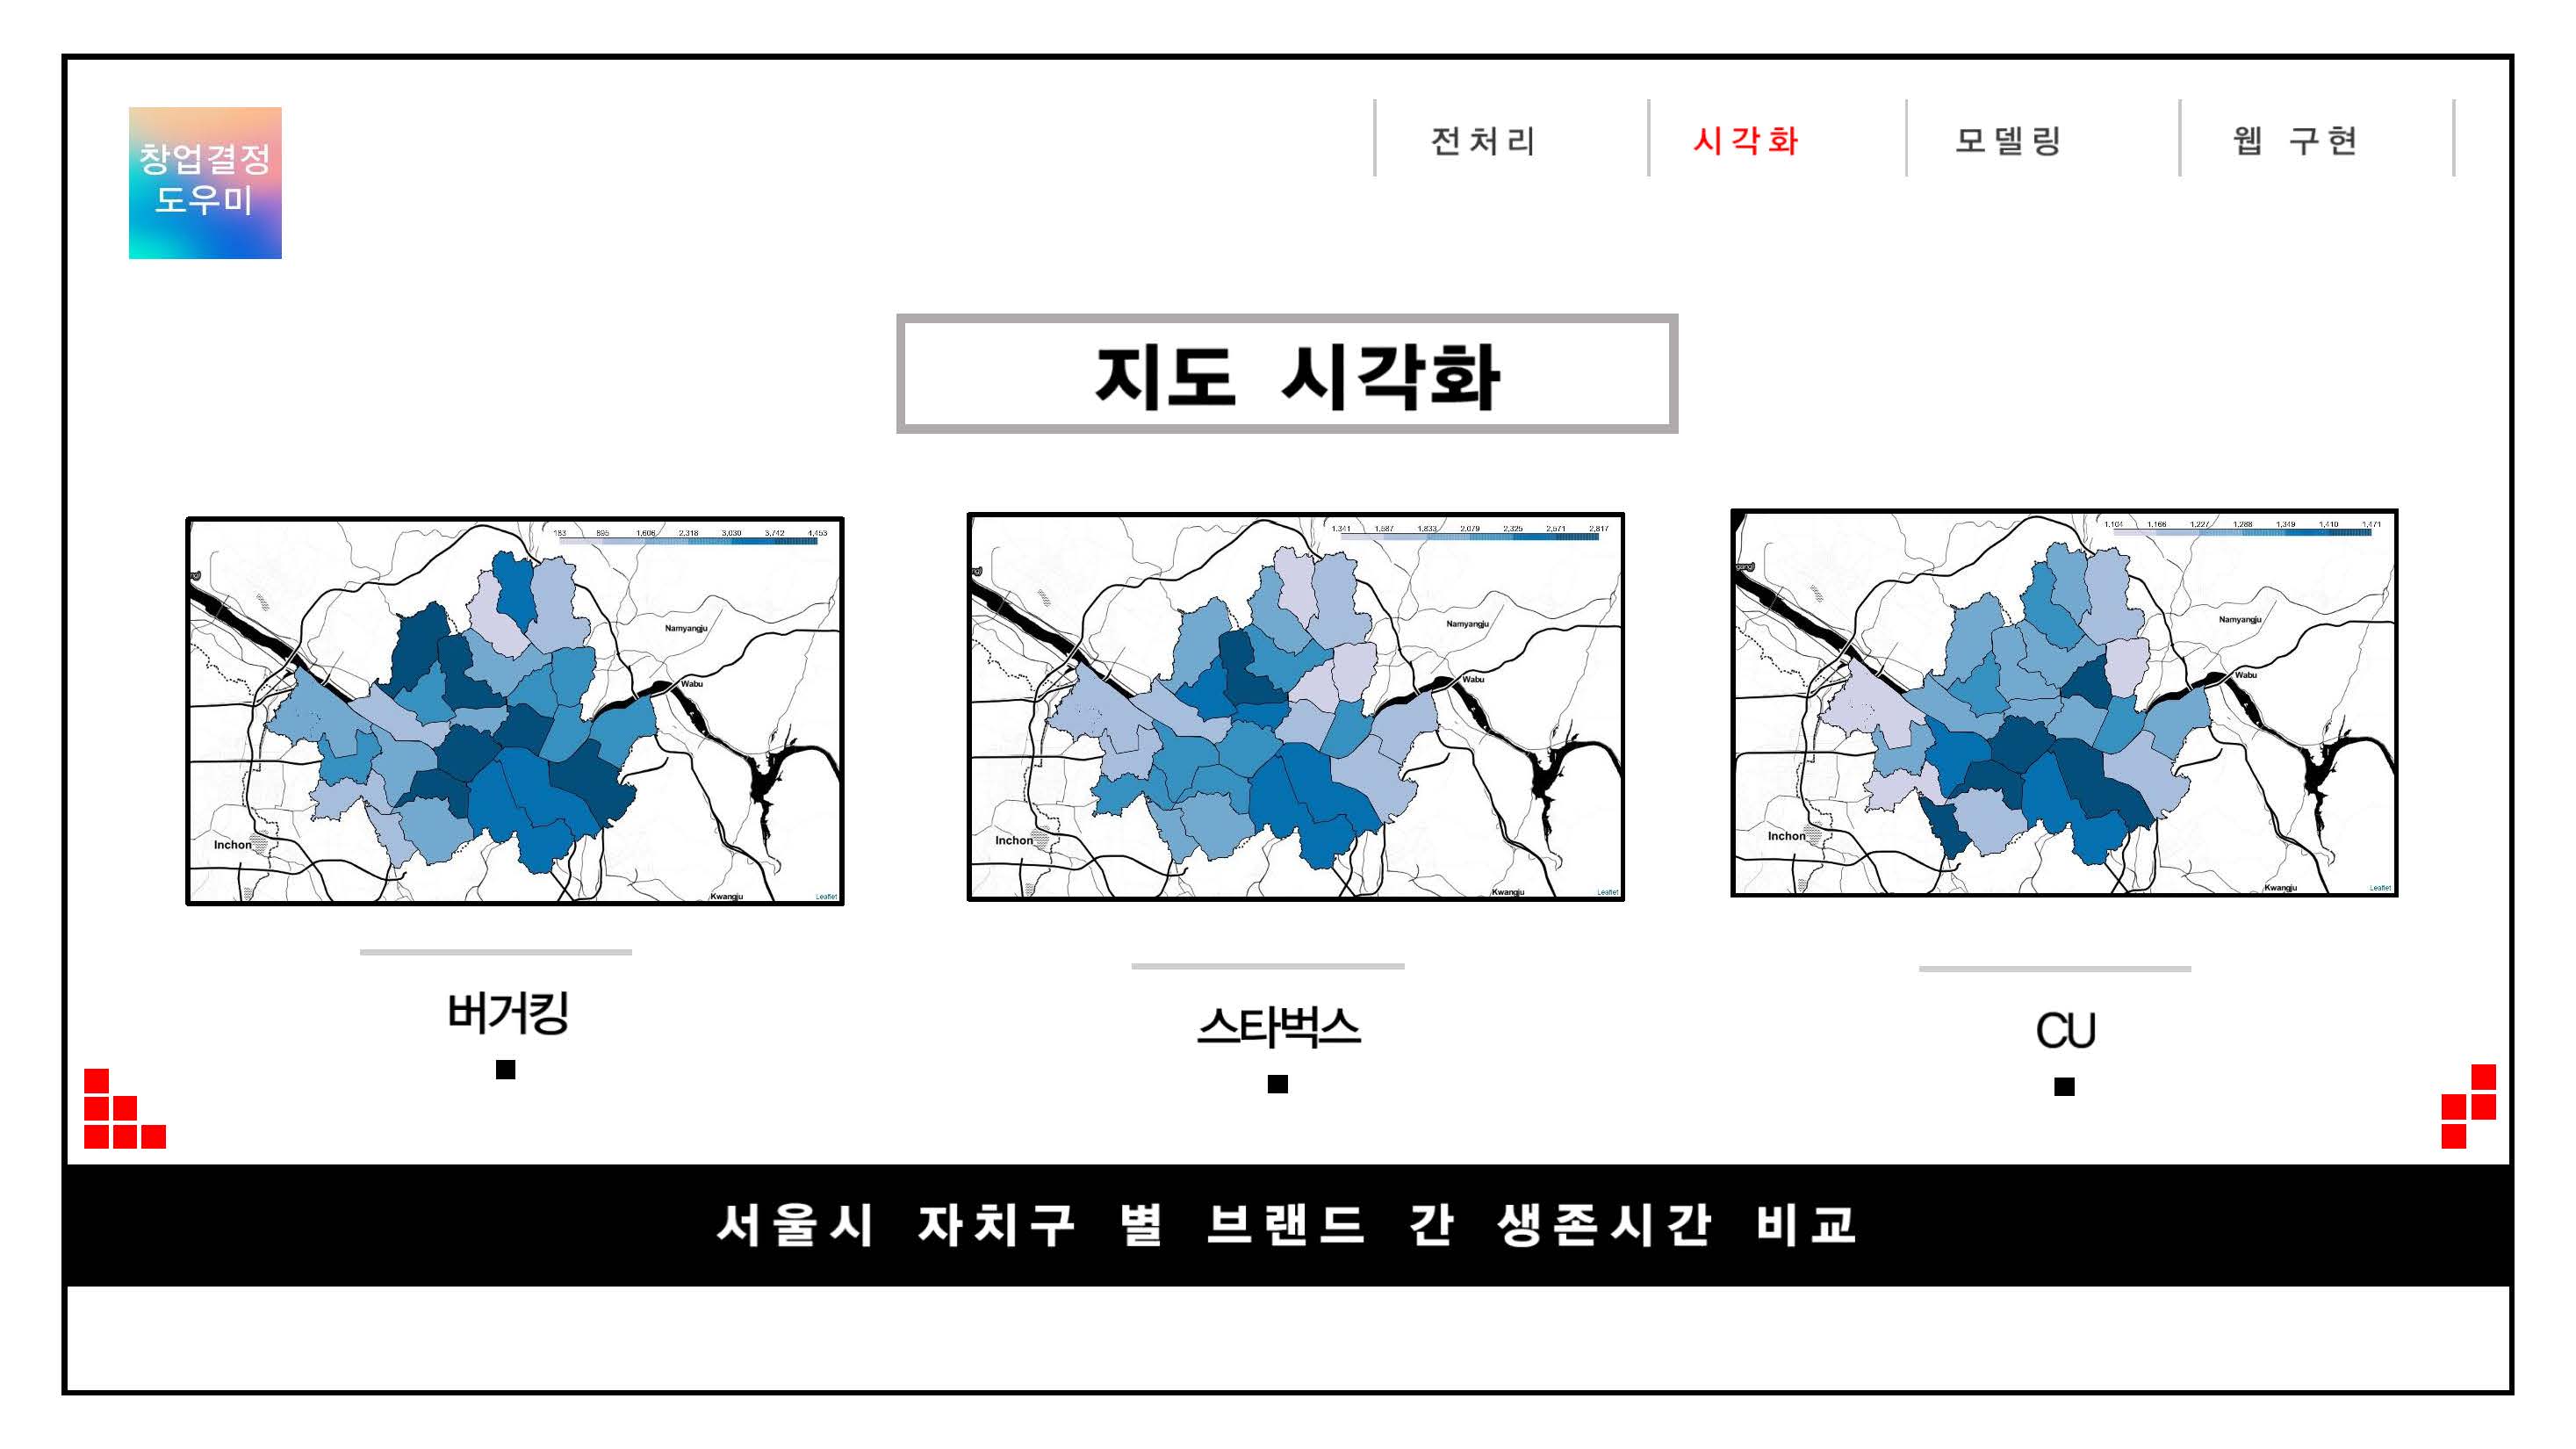 창업결정
도우미
전처리
시각화
모델링
웹 구현
지도 시각화
183 895 1,606 2,318 3,030 3,742 4,453
Namyangju
Wabu
Inchon
Kwangju
Leaflet
1,341 1,587 1,833 2,079 2,325 2,571 2,817
Namyangju
Wabu
Inchon
Kwangju
Leaflet
1,104 1,166 1,227 1,288 1,349 1,410 1,471
Namyangju
Wabu
Inchon
Kwangju
Leaflet
버거킹
스타벅스
CU
서울시 자치구 별 브랜드 간 생존시간 비교